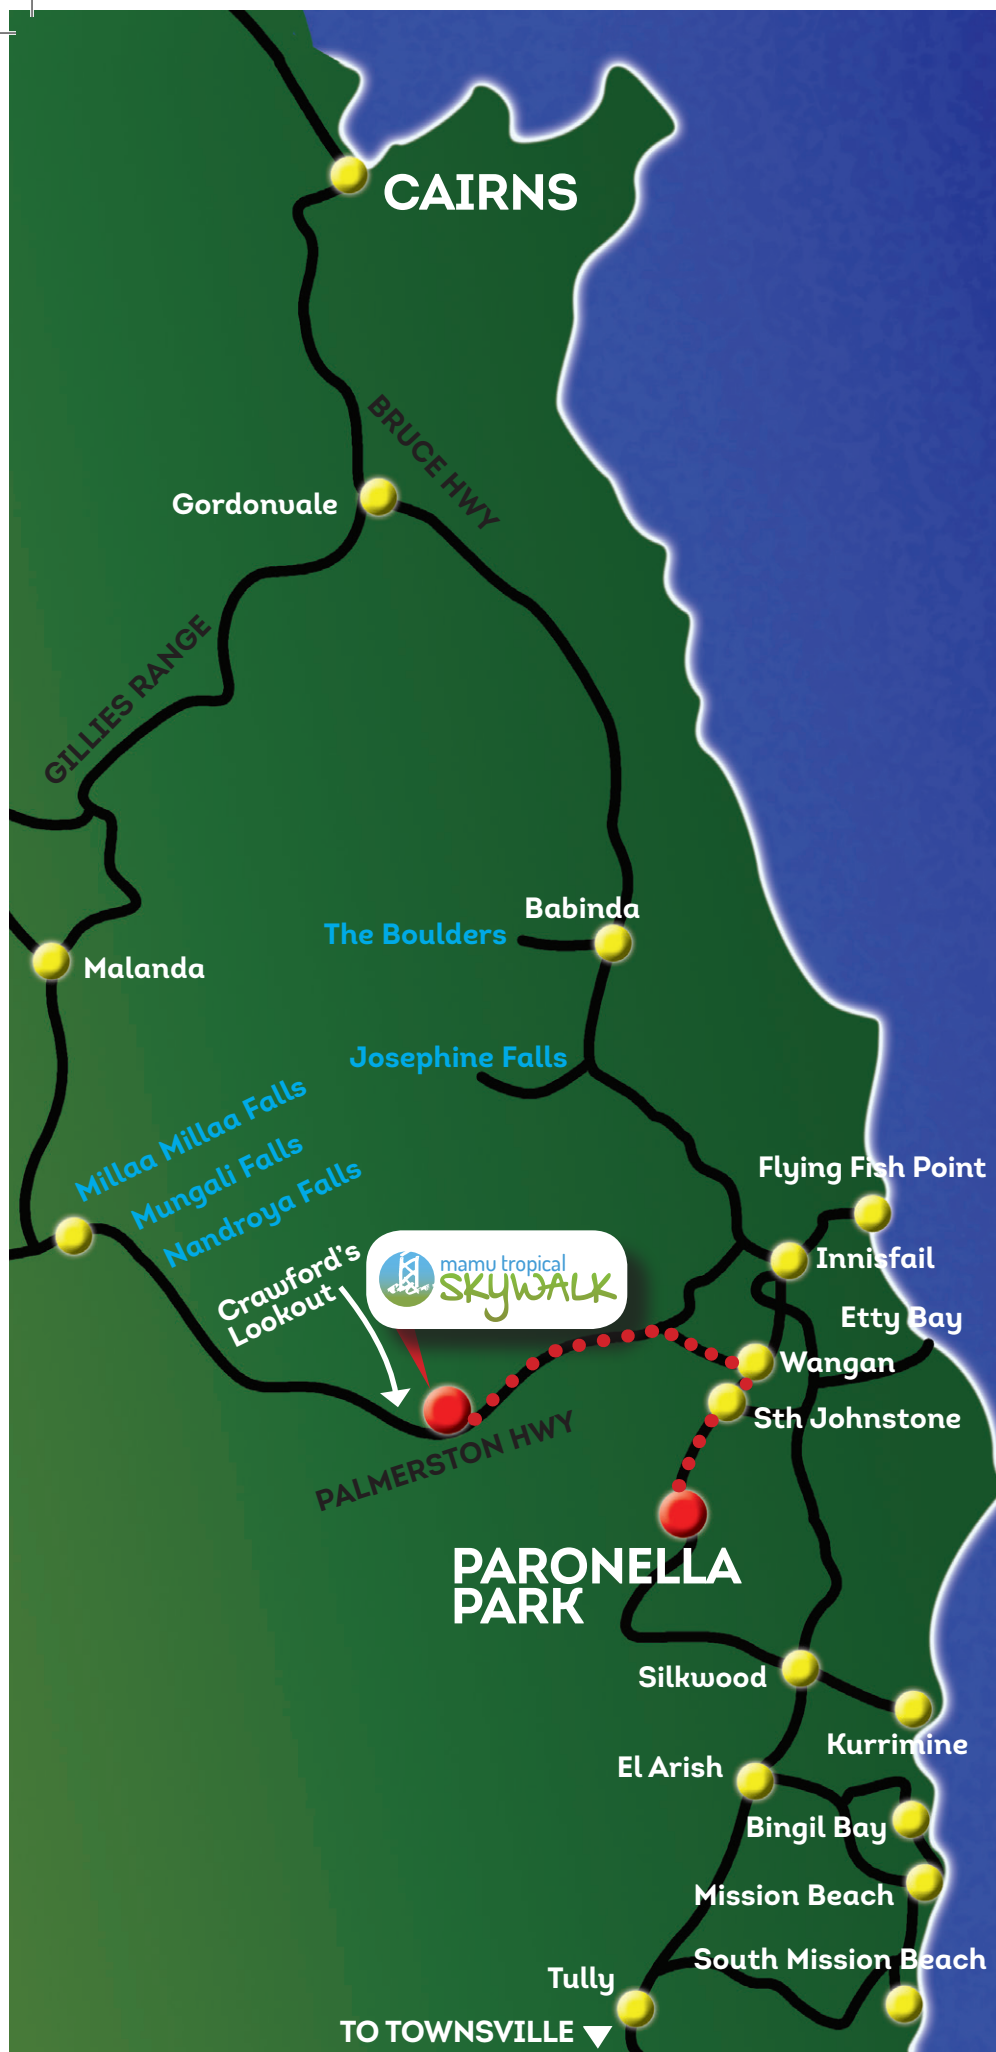 CAIRNS
BRUCE HWY
Gordonvale
GILLIES RANGE
Babinda
The Boulders
Malanda
Josephine Falls
Millaa Millaa Falls
Mungali Falls
Nandroya Falls
Flying Fish Point
Crawford's
Lookout
mamu tropical
SKYWALK
Innisfail
Etty Bay
Wangan
Sth Johnstone
PALMERSTON HWY
PARONELLA
PARK
Silkwood
Kurrimine
El Arish
Bingil Bay
Mission Beach
South Mission Beach
Tully
TO TOWNSVILLE